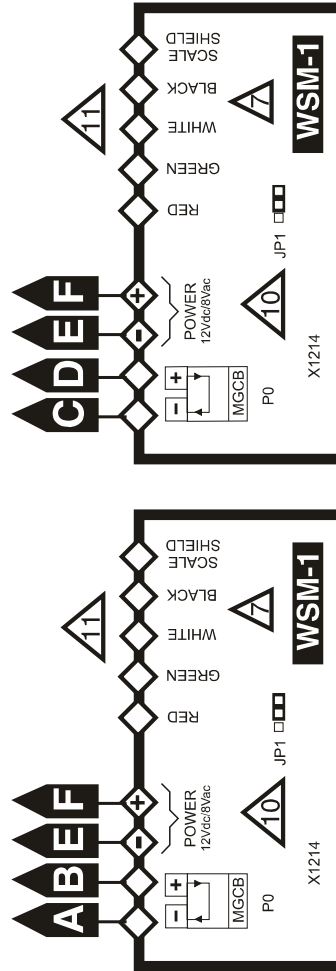 A
B
E
F
11
- +
- +
MGCB
P0
POWER
12Vdc/8Vac
RED
GREEN
WHITE
BLACK
SCALE
SHIELD
10
7
X1214
JP1
WSM-1
C
D
E
F
11
- +
- +
MGCB
P0
POWER
12Vdc/8Vac
RED
GREEN
WHITE
BLACK
SCALE
SHIELD
10
7
X1214
JP1
WSM-1